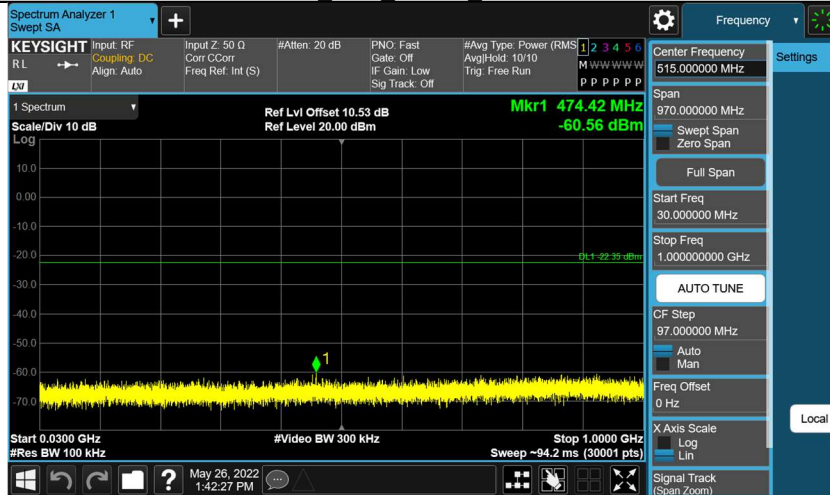 Spectrum Analyzer 1
Swept SA
Frequency
KEYSIGHT
RL
LXI
Input: RF
Coupling: DC
Align: Auto
Input Z: 50 Ω
Corr CCorr
Freq Ref: Int (S)
#Atten: 20 dB
PNO: Fast
Gate: Off
IF Gain: Low
Sig Track: Off
#Avg Type: Power (RMS
Avg|Hold: 10/10
Trig: Free Run
1 2 3 4 5 6
M W W W W W
P P P P P P
Center Frequency
515.000000 MHz
Settings
Span
970.000000 MHz
Swept Span
Zero Span
Full Span
Start Freq
30.000000 MHz
Stop Freq
1.000000000 GHz
AUTO TUNE
CF Step
97.000000 MHz
Auto
Man
Freq Offset
0 Hz
X Axis Scale
Log
Lin
Local
Signal Track
(Span Zoom)
1 Spectrum
Scale/Div 10 dB
Log
Ref Lvl Offset 10.53 dB
Ref Level 20.00 dBm
Mkr1 474.42 MHz
-60.56 dBm
10.0
0.00
-10.0
-20.0
DL1 -22.35 dBm
-30.0
-40.0
-50.0
1
-60.0
-70.0
Start 0.0300 GHz
#Video BW 300 kHz
Stop 1.0000 GHz
#Res BW 100 kHz
Sweep ~94.2 ms (30001 pts)
?
May 26, 2022
1:42:27 PM